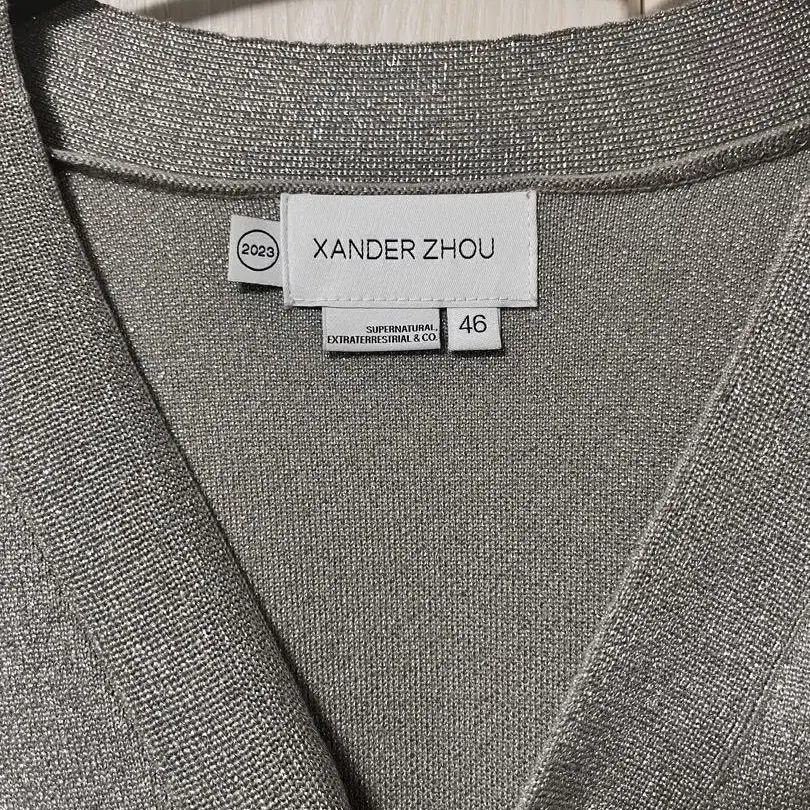 2023
XANDER ZHOU
SUPERNATURAL,
EXTRATERRESTRIAL & CO.
46